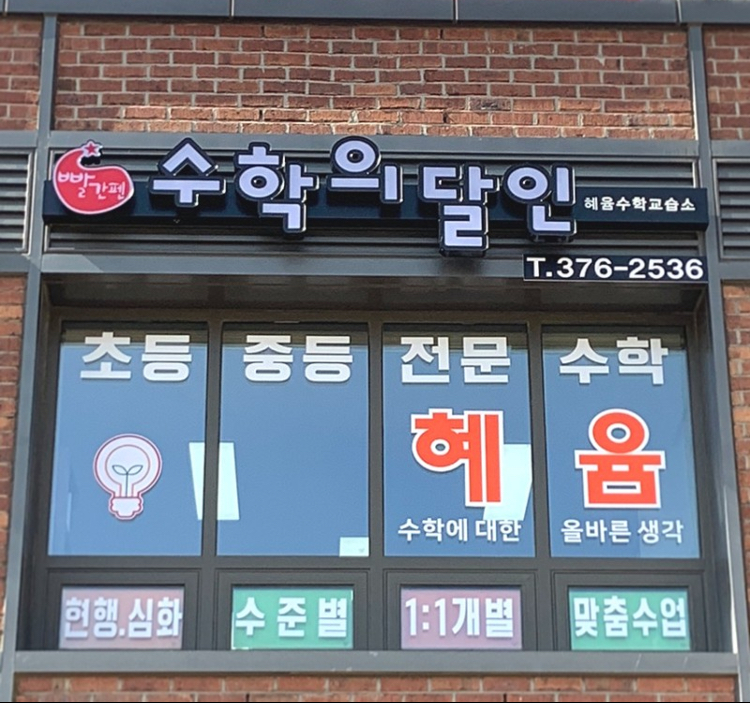 빨간펜
수학의 달인 혜윰수학교습소
T.376-2536
초등 중등 전문 수학
혜윰
수학에 대한 올바른 생각
현행.심화 수준별 1:1개별 맞춤수업